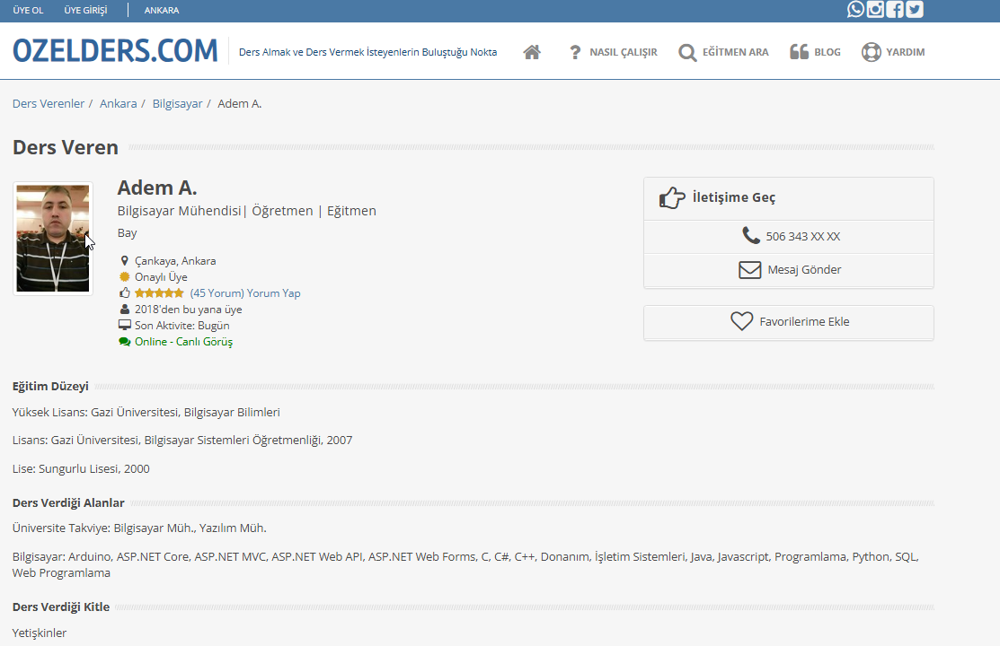 ÜYE OL ÜYE GİRİŞİ ANKARA
OZELDERS.COM Ders Almak ve Ders Vermek İsteyenlerin Buluştuğu Nokta NASIL ÇALIŞIR EĞİTMEN ARA BLOG YARDIM
Ders Verenler / Ankara / Bilgisayar / Adem A.
Ders Veren
Adem A.
Bilgisayar Mühendisi| Öğretmen | Eğitmen
Bay
Çankaya, Ankara
Onaylı Üye
(45 Yorum) Yorum Yap
2018'den bu yana üye
Son Aktivite: Bugün
Online - Canlı Görüş
İletişime Geç
506 343 XX XX
Mesaj Gönder
Favorilerime Ekle
Eğitim Düzeyi
Yüksek Lisans: Gazi Üniversitesi, Bilgisayar Bilimleri
Lisans: Gazi Üniversitesi, Bilgisayar Sistemleri Öğretmenliği, 2007
Lise: Sungurlu Lisesi, 2000
Ders Verdiği Alanlar
Üniversite Takviye: Bilgisayar Müh., Yazılım Müh.
Bilgisayar: Arduino, ASP.NET Core, ASP.NET MVC, ASP.NET Web API, ASP.NET Web Forms, C, C#, C++, Donanım, İşletim Sistemleri, Java, Javascript, Programlama, Python, SQL,
Web Programlama
Ders Verdiği Kitle
Yetişkinler